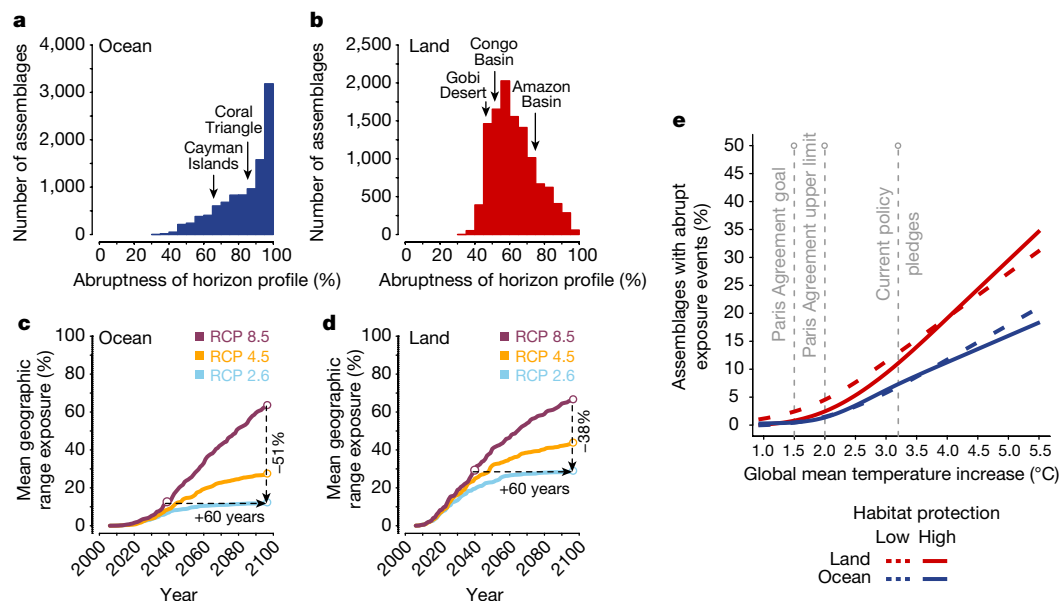 a
Ocean
Number of assemblages
4,000
3,000
2,000
1,000
0
Coral
Triangle
Cayman
Islands
0 20 40 60 80 100
Abruptness of horizon profile (%)
b
Land
Number of assemblages
2,500
2,000
1,500
1,000
500
0
Congo
Basin
Gobi
Desert
Amazon
Basin
0 20 40 60 80 100
Abruptness of horizon profile (%)
c
Ocean
Mean geographic
range exposure (%)
100
80
60
40
20
0
RCP 8.5
RCP 4.5
RCP 2.6
–51%
+60 years
2000 2020 2040 2060 2080 2100
Year
d
Land
Mean geographic
range exposure (%)
100
80
60
40
20
0
RCP 8.5
RCP 4.5
RCP 2.6
–38%
+60 years
2000 2020 2040 2060 2080 2100
Year
e
Assemblages with abrupt
exposure events (%)
50
45
40
35
30
25
20
15
10
5
0
Paris Agreement goal
Paris Agreement upper limit
Current policy
pledges
1.0 1.5 2.0 2.5 3.0 3.5 4.0 4.5 5.0 5.5
Global mean temperature increase (°C)
Habitat protection
Low High
Land
Ocean